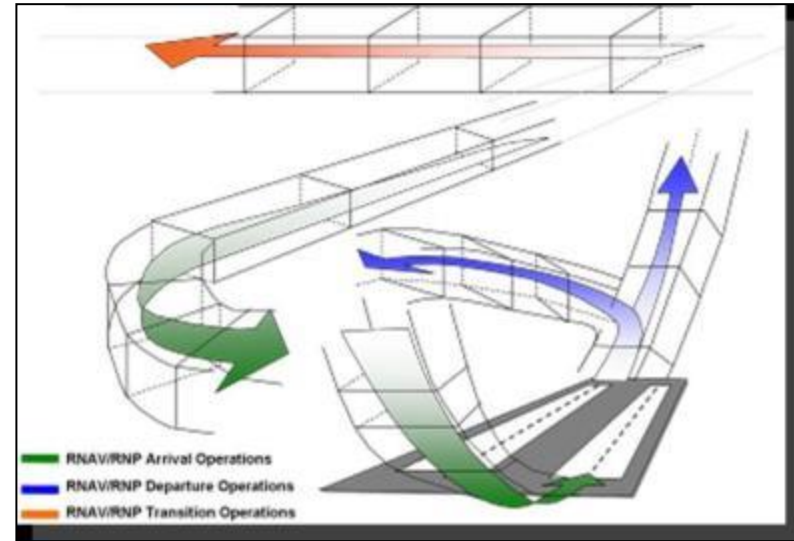 RNAV/RNP Arrival Operations
RNAV/RNP Departure Operations
RNAV/RNP Transition Operations